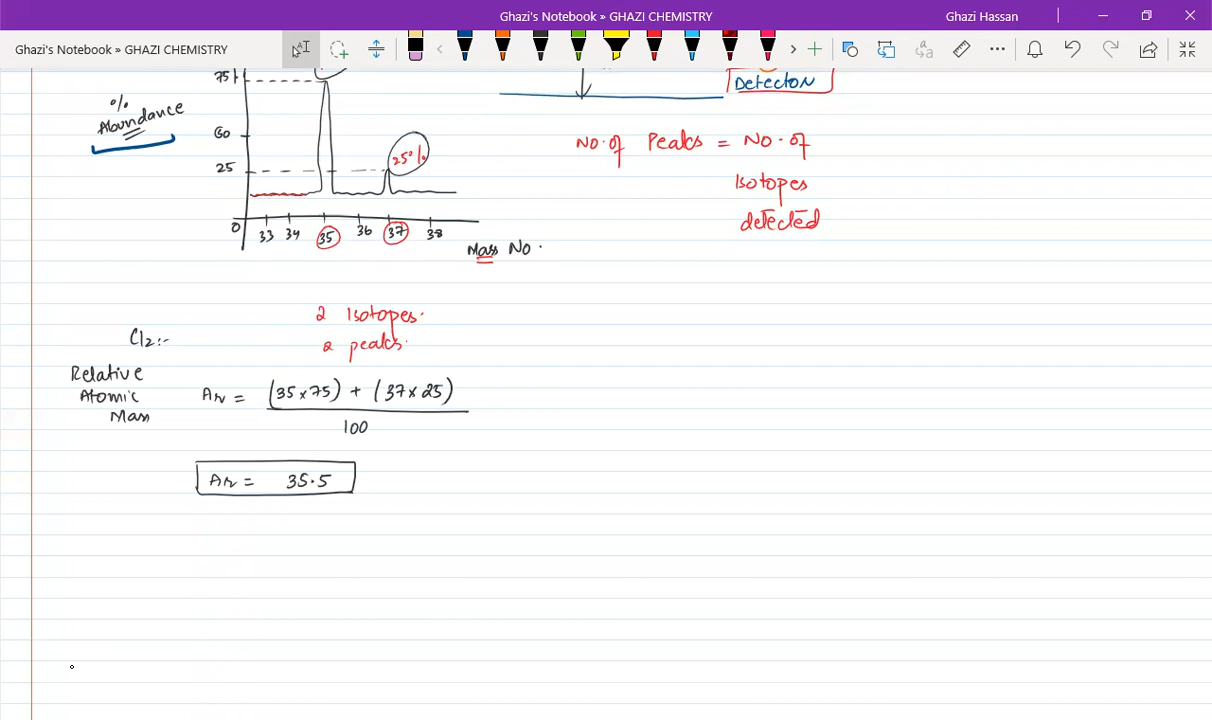 Ghazi's Notebook » GHAZI CHEMISTRY
Ghazi Hassan
Ghazi's Notebook » GHAZI CHEMISTRY
75
Detector
%
Abundance
60
25%
25
No. of Peaks = No. of
Isotopes
detected
0 33 34 35 36 37 38
Mass No.
2 Isotopes.
2 peaks.
Cl2:-
Relative
Atomic
Mass
Ar = (35×75) + (37×25)
100
Ar = 35.5